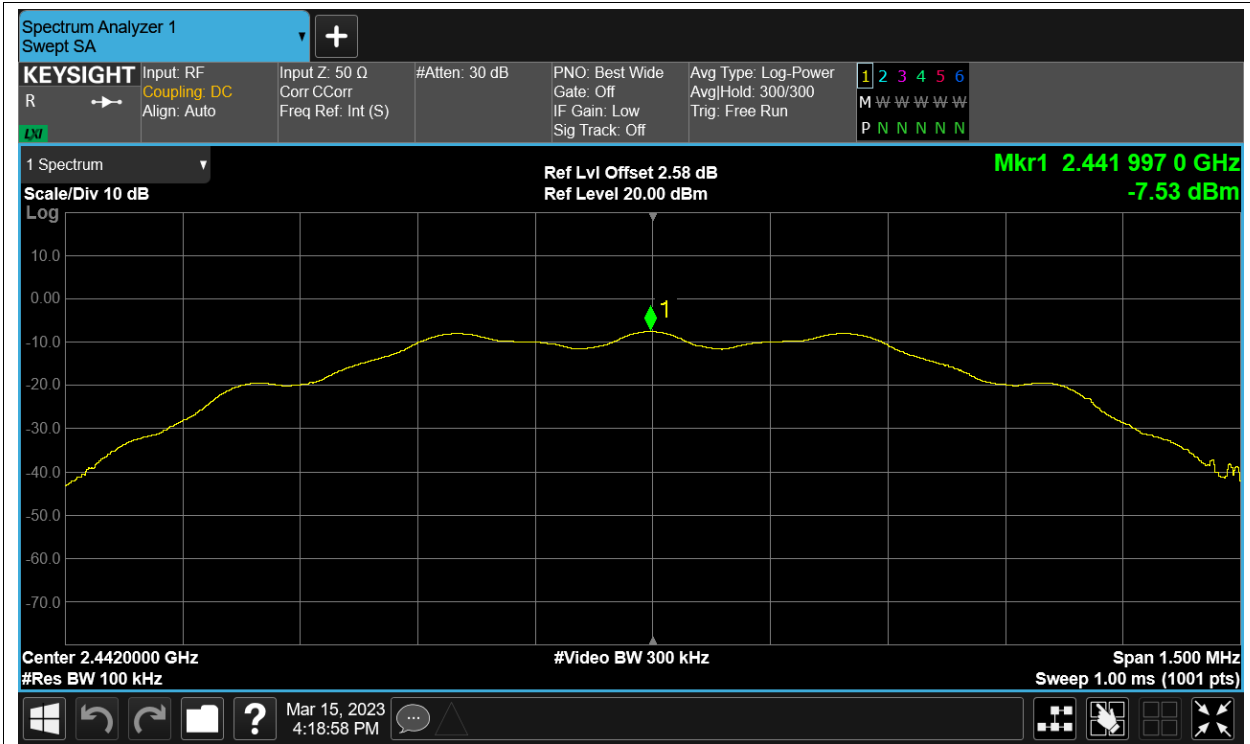 Spectrum Analyzer 1
Swept SA
KEYSIGHT
R
LXI
Input: RF
Coupling: DC
Align: Auto
Input Z: 50 Ω
Corr CCorr
Freq Ref: Int (S)
#Atten: 30 dB
PNO: Best Wide
Gate: Off
IF Gain: Low
Sig Track: Off
Avg Type: Log-Power
Avg|Hold: 300/300
Trig: Free Run
1 2 3 4 5 6
M W W W W W
P N N N N N
1 Spectrum
Scale/Div 10 dB
Ref Lvl Offset 2.58 dB
Ref Level 20.00 dBm
Mkr1 2.441 997 0 GHz
-7.53 dBm
Log
10.0
0.00
-10.0
-20.0
-30.0
-40.0
-50.0
-60.0
-70.0
1
Center 2.4420000 GHz
#Res BW 100 kHz
#Video BW 300 kHz
Span 1.500 MHz
Sweep 1.00 ms (1001 pts)
?
Mar 15, 2023
4:18:58 PM